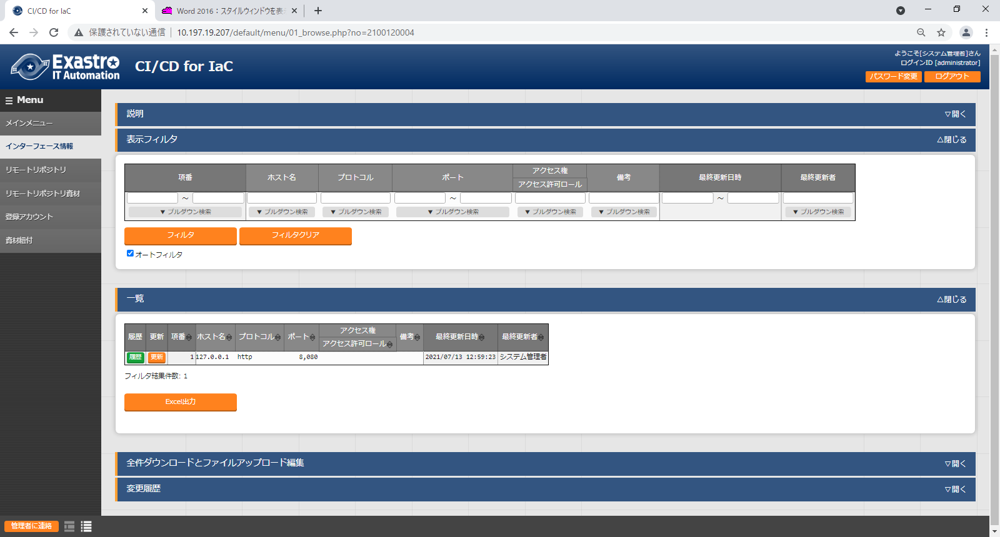 CI/CD for IaC
Word 2016：スタイルウィンドウを表
保護されていない通信 10.197.19.207/default/menu/01_browse.php?no=2100120004
Exastro
IT Automation
CI/CD for IaC
ようこそ[システム管理者]さん
ログインID [administrator]
パスワード変更 ログアウト
Menu
メインメニュー
インターフェース情報
リモートリポジトリ
リモートリポジトリ資材
登録アカウント
資材紐付
説明 ▽開く
表示フィルタ △閉じる
項番 ホスト名 プロトコル ポート アクセス権 備考 最終更新日時 最終更新者
アクセス許可ロール
～ ～ ～
▼ プルダウン検索 ▼ プルダウン検索 ▼ プルダウン検索 ▼ プルダウン検索 ▼ プルダウン検索 ▼ プルダウン検索 ▼ プルダウン検索
フィルタ フィルタクリア
オートフィルタ
一覧 △閉じる
履歴 更新 項番 ホスト名 プロトコル ポート アクセス権 備考 最終更新日時 最終更新者
アクセス許可ロール
履歴 更新 1 127.0.0.1 http 8,080 2021/07/13 12:59:23 システム管理者
フィルタ結果件数: 1
Excel出力
全件ダウンロードとファイルアップロード編集 ▽開く
変更履歴 ▽開く
管理者に連絡